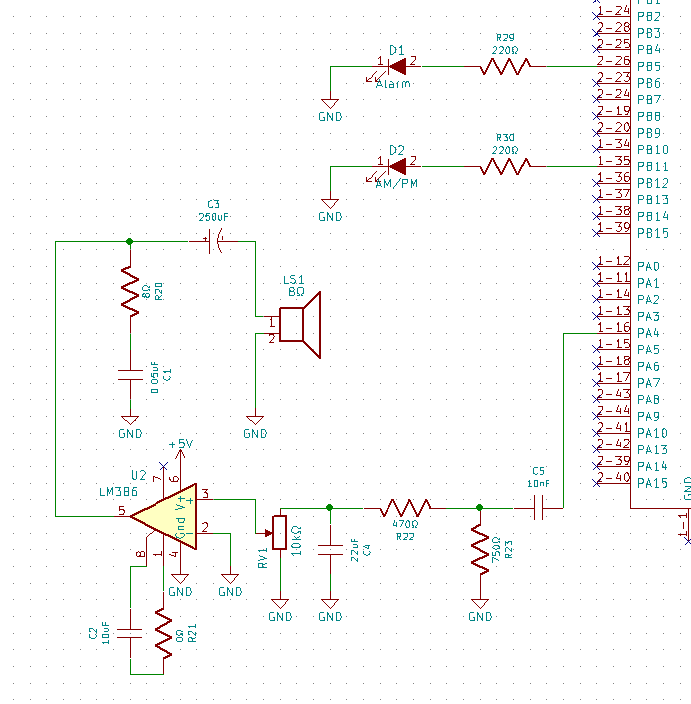 PB1
1-24 PB2
2-28 PB3
2-25 PB4
2-26 PB5
2-23 PB6
2-24 PB7
2-19 PB8
2-20 PB9
1-34 PB10
1-35 PB11
1-36 PB12
1-37 PB13
1-38 PB14
1-39 PB15
1-12 PA0
1-11 PA1
1-14 PA2
1-13 PA3
1-16 PA4
1-15 PA5
1-18 PA6
1-17 PA7
2-43 PA8
2-44 PA9
2-41 PA10
2-42 PA13
2-39 PA14
2-40 PA15
GND
1-1
D1
1 2
Alarm
R29
220Ω
GND
D2
1 2
AM/PM
R30
220Ω
GND
C3
250uF
8Ω
R20
LS1
8Ω
1
2
0.05uF
C1
GND
GND
+5V
U2
LM386
7
6
5
3
2
8
1
4
Gnd V+
+
-
GND
GND
C2
10uF
0Ω
R21
RV1
10kΩ
GND
22uF
C4
GND
470Ω
R22
750Ω
R23
GND
C5
10nF